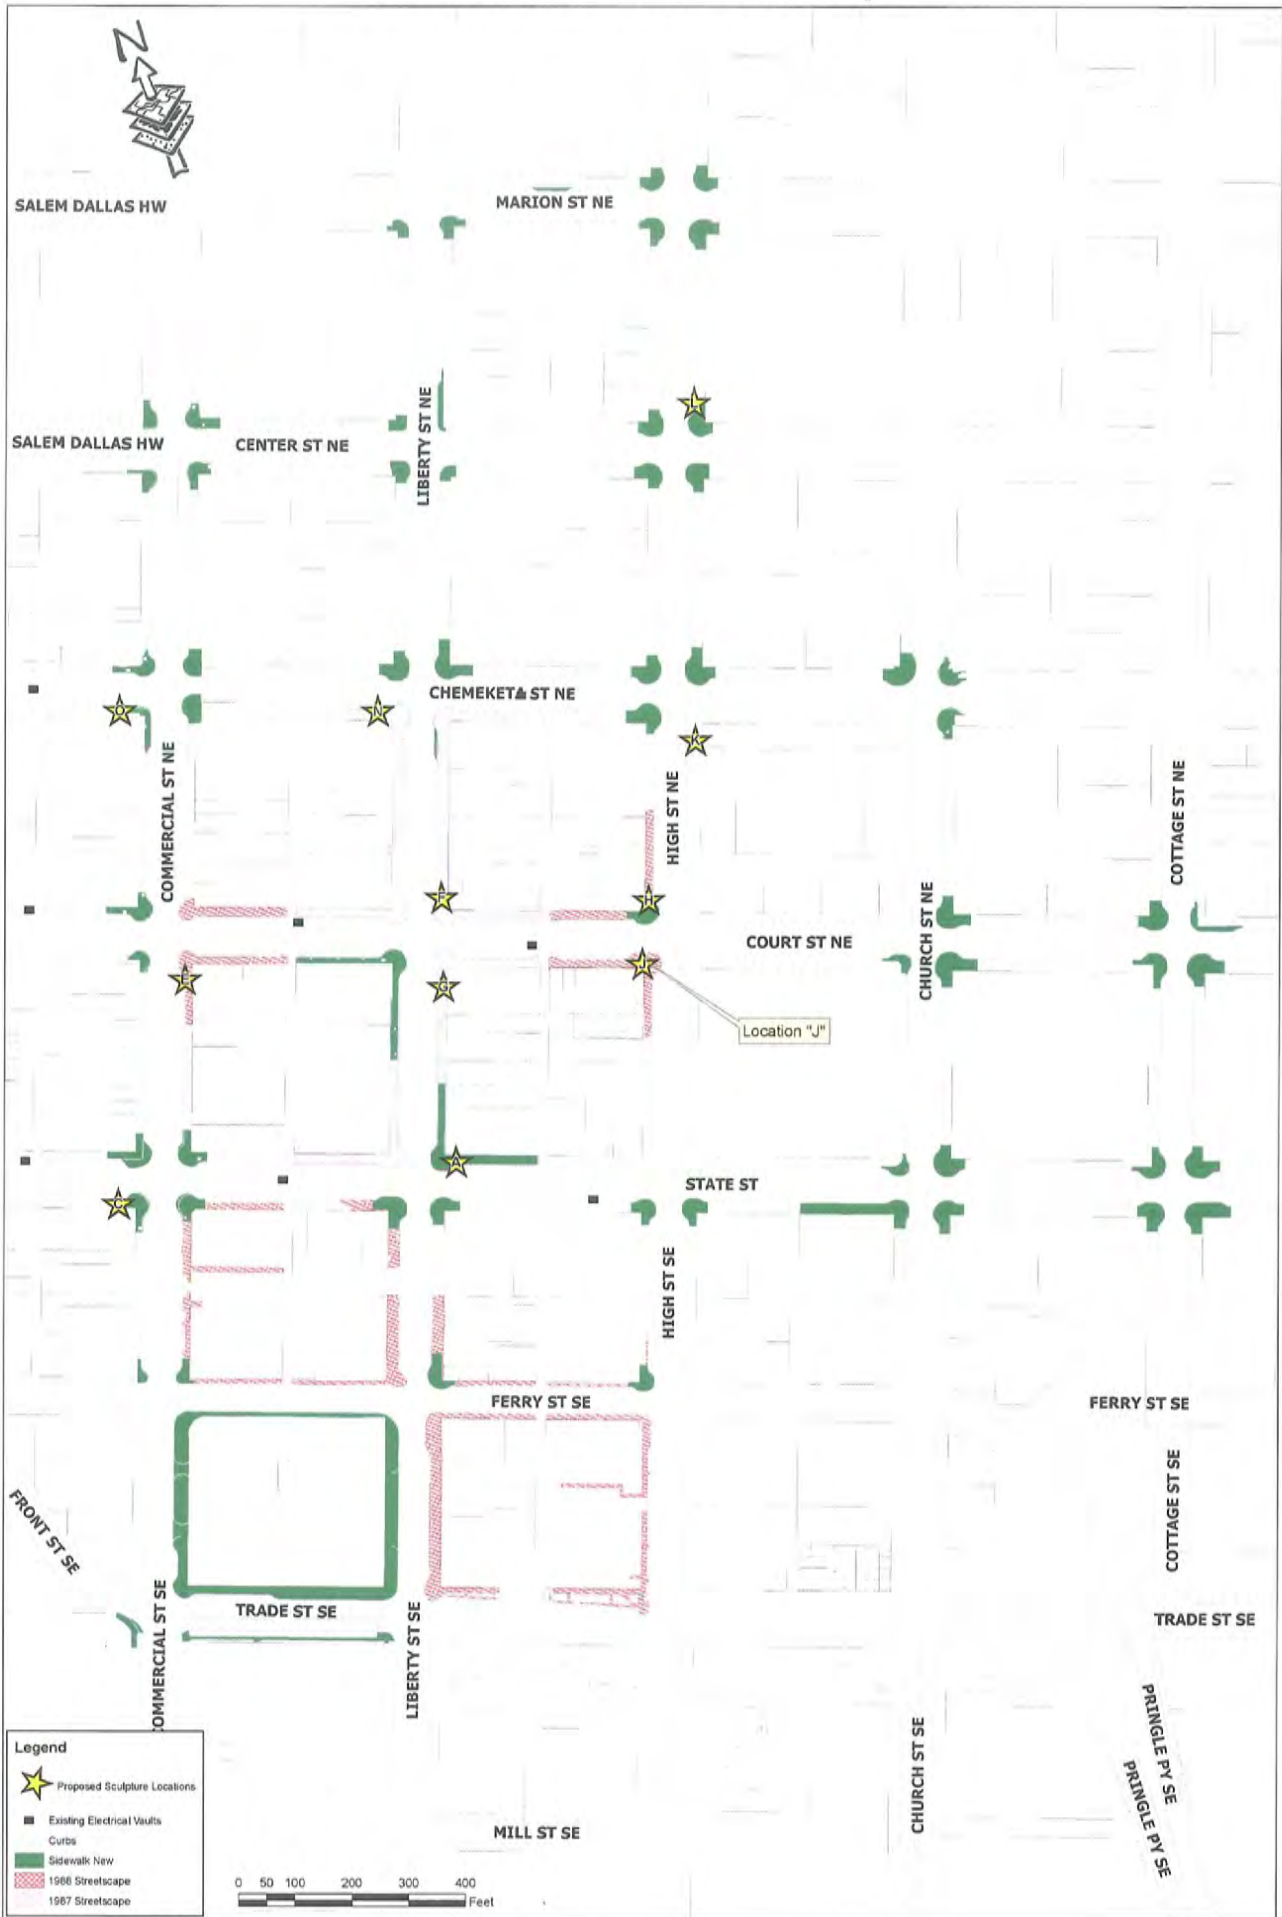 N
SALEM DALLAS HW
MARION ST NE
LIBERTY ST NE
L
SALEM DALLAS HW
CENTER ST NE
CHEMEKETA ST NE
O
N
K
COMMERCIAL ST NE
HIGH ST NE
COTTAGE ST NE
F
H
COURT ST NE
CHURCH ST NE
E
G
J
Location "J"
A
C
STATE ST
HIGH ST SE
FERRY ST SE
FERRY ST SE
FRONT ST SE
COTTAGE ST SE
COMMERCIAL ST SE
TRADE ST SE
LIBERTY ST SE
TRADE ST SE
PRINGLE PY SE
PRINGLE PY SE
CHURCH ST SE
MILL ST SE
Legend
Proposed Sculpture Locations
Existing Electrical Vaults
Curbs
Sidewalk New
1986 Streetscape
1987 Streetscape
0 50 100 200 300 400
Feet